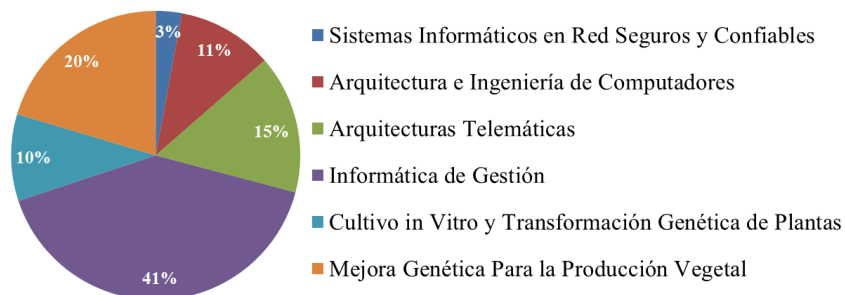 3%
11%
15%
41%
10%
20%
Sistemas Informáticos en Red Seguros y Confiables
Arquitectura e Ingeniería de Computadores
Arquitecturas Telemáticas
Informática de Gestión
Cultivo in Vitro y Transformación Genética de Plantas
Mejora Genética Para la Producción Vegetal